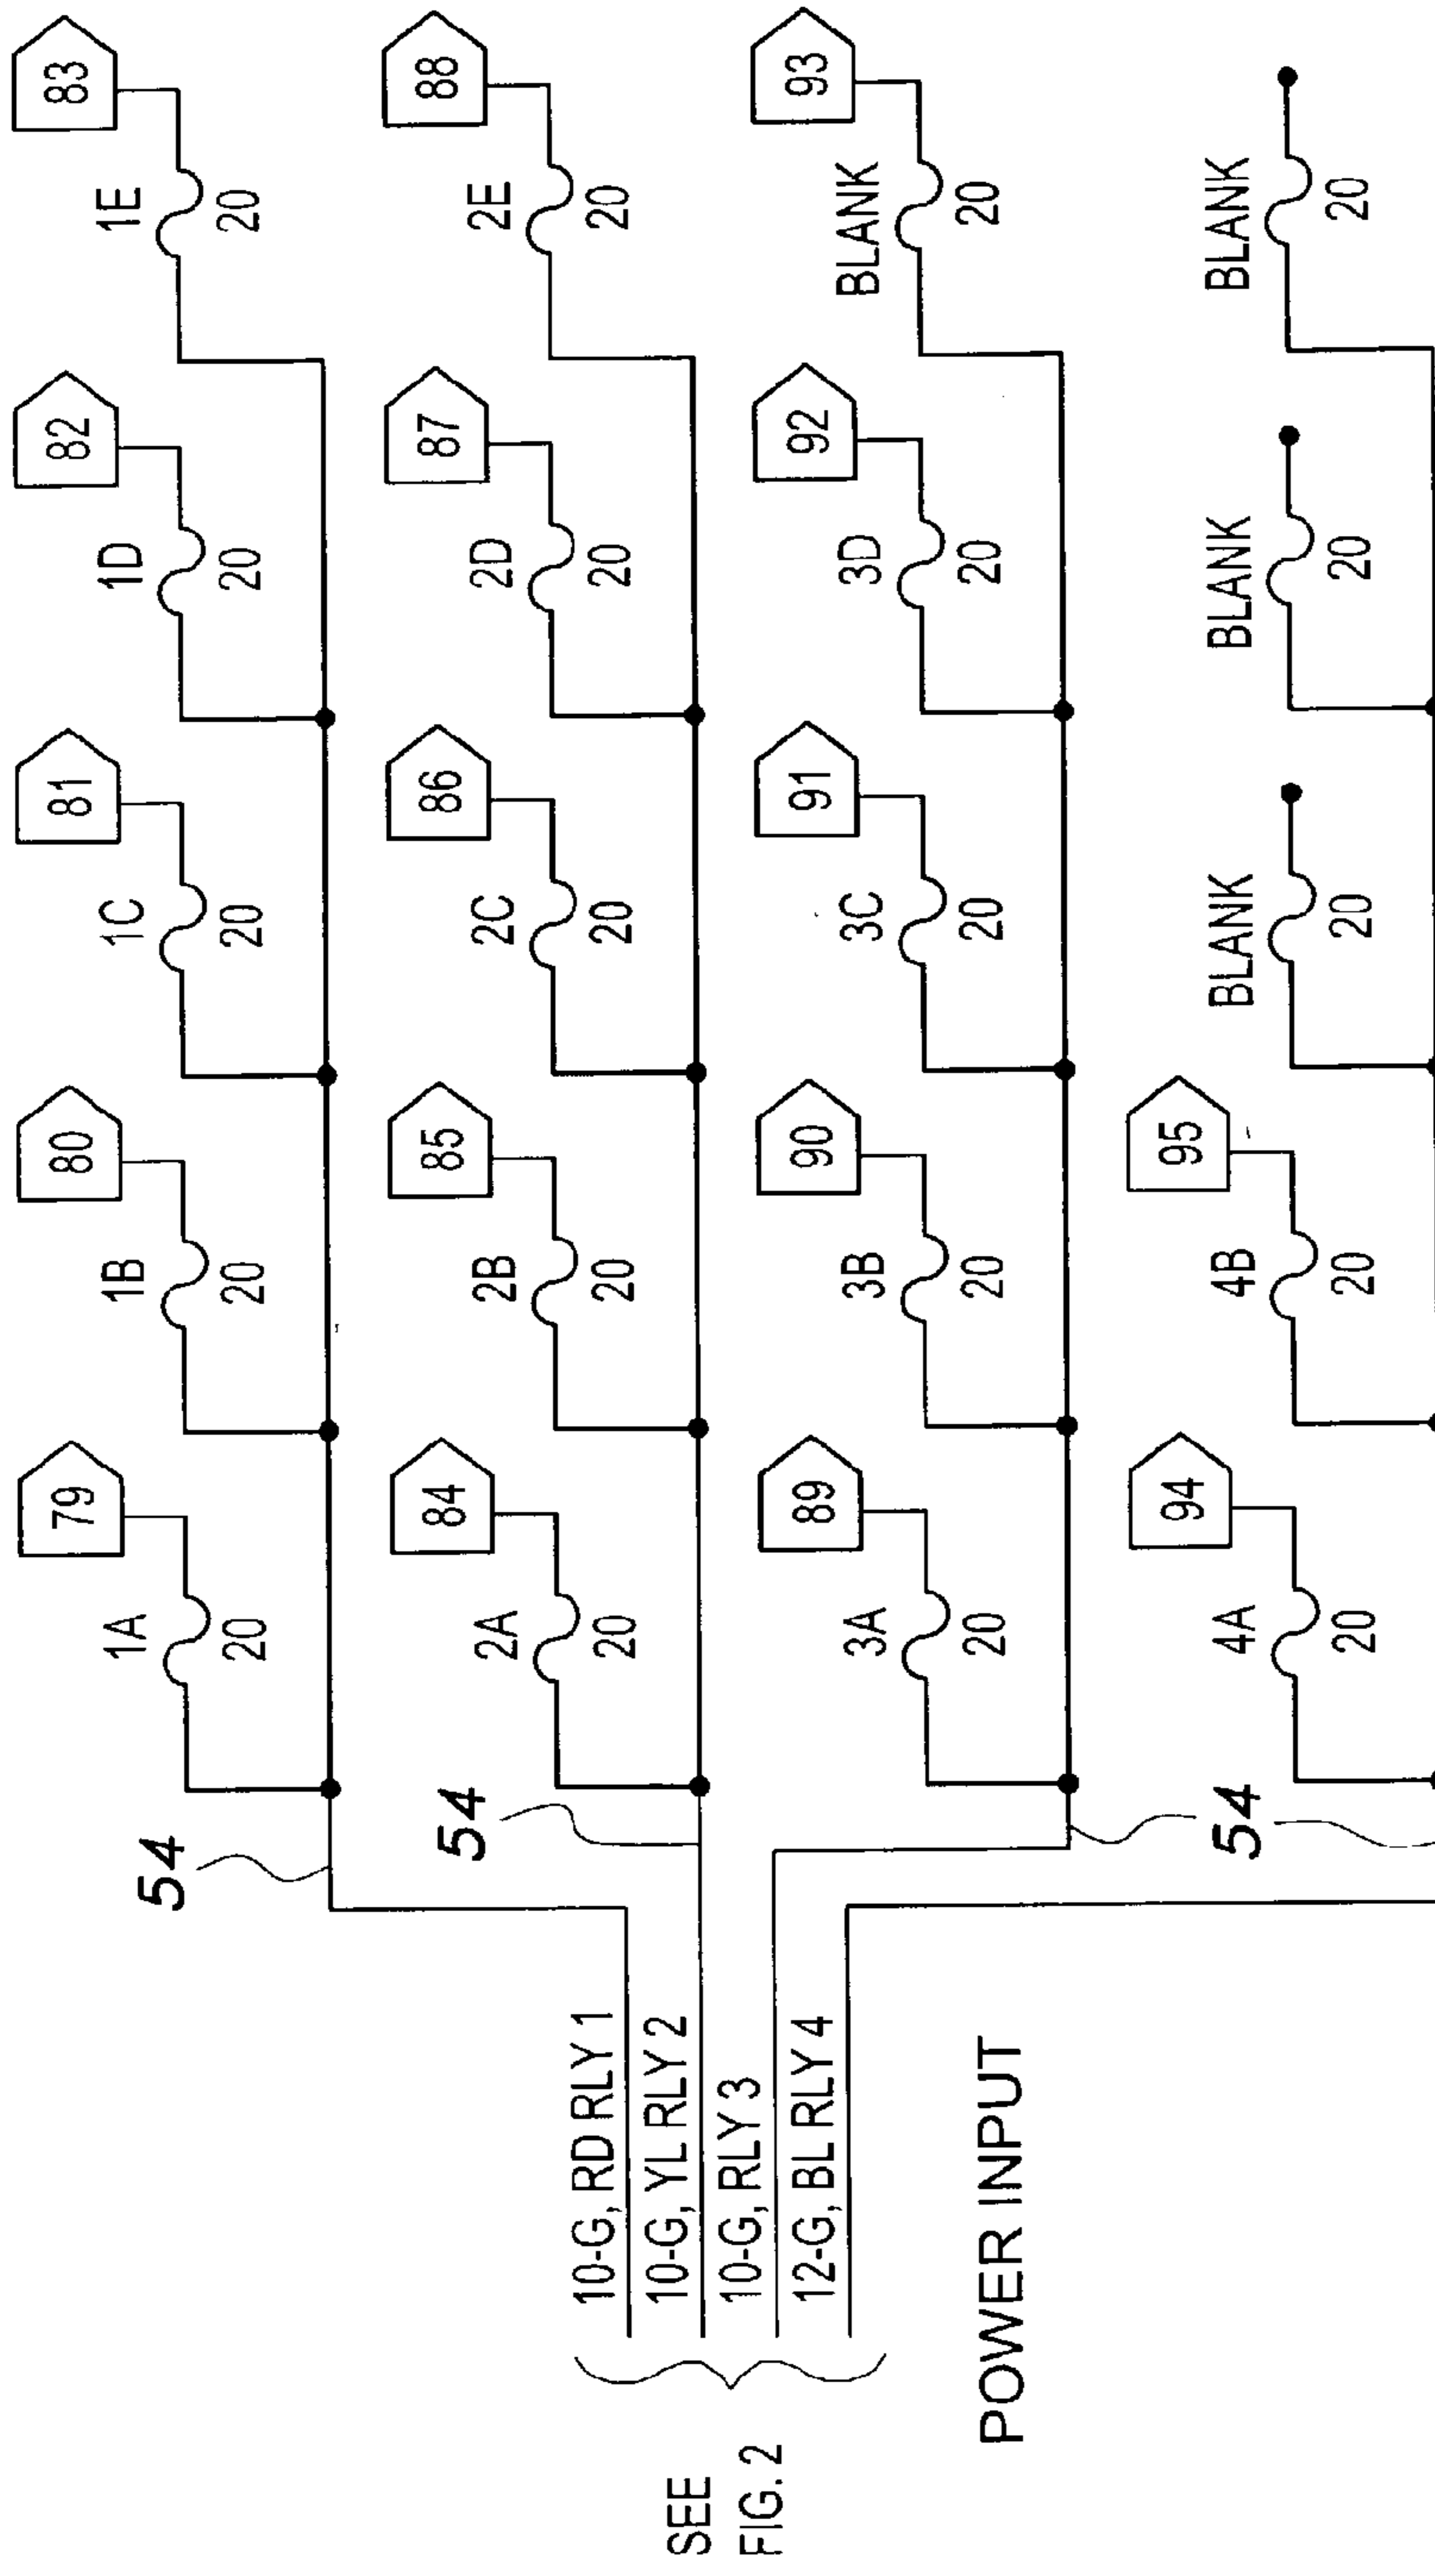 79
80
81
82
83
1A
1B
1C
1D
1E
20
20
20
20
20
54
84
85
86
87
88
2A
2B
2C
2D
2E
20
20
20
20
20
54
89
90
91
92
93
3A
3B
3C
3D
BLANK
20
20
20
20
20
94
95
4A
4B
BLANK
BLANK
BLANK
20
20
20
20
20
54
10-G, RD RLY 1
10-G, YL RLY 2
10-G, RLY 3
12-G, BL RLY 4
SEE
FIG. 2
POWER INPUT